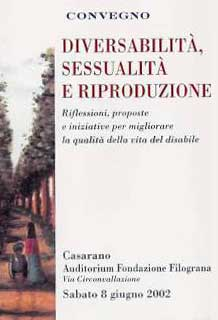 CONVEGNO
DIVERSABILITÀ,
SESSUALITÀ
E RIPRODUZIONE
Riflessioni, proposte
e iniziative per migliorare
la qualità della vita del disabile
Casarano
Auditorium Fondazione Filograna
Via Circonvallazione
Sabato 8 giugno 2002